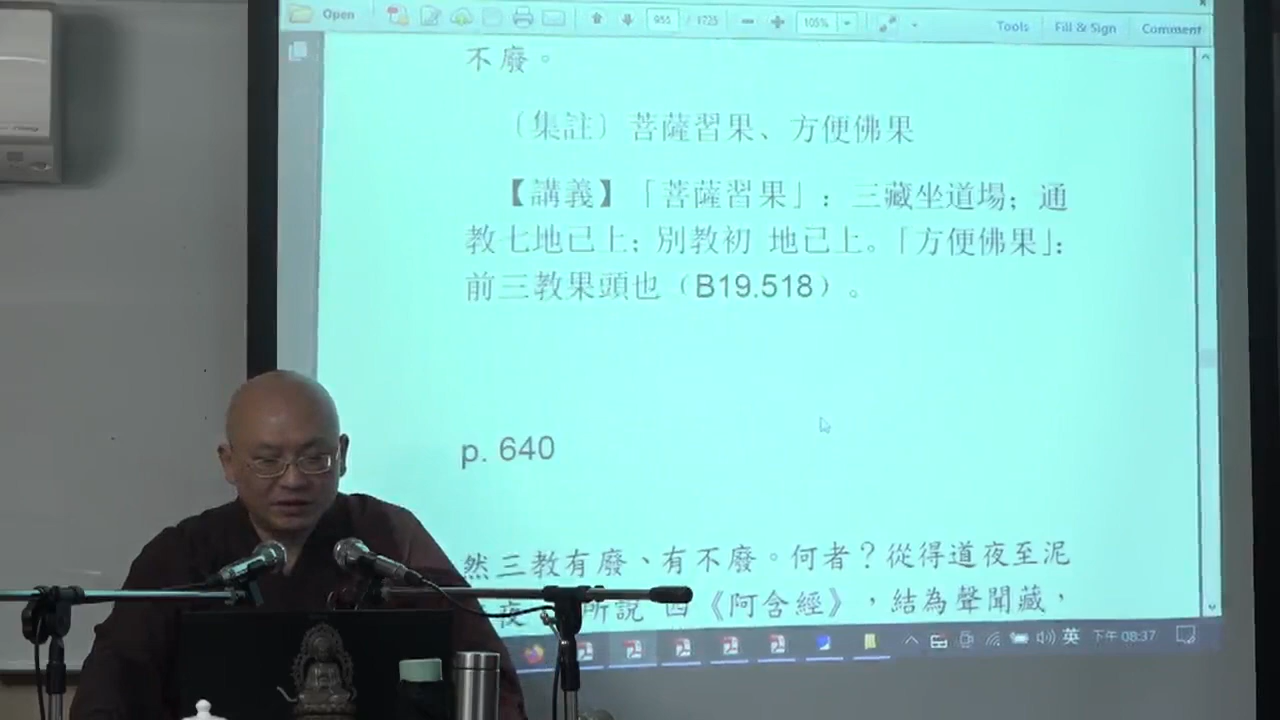 Open
955 / 1725
105%
Tools
Fill & Sign
Comment
不廢。
〔集註〕菩薩習果、方便佛果
【講義】「菩薩習果」：三藏坐道場；通
教七地已上；別教初 地已上。「方便佛果」：
前三教果頭也（B19.518）。
p. 640
然三教有廢、有不廢。何者？從得道夜至泥
夜 所說 四《阿含經》，結為聲聞藏，
英
下午 08:37